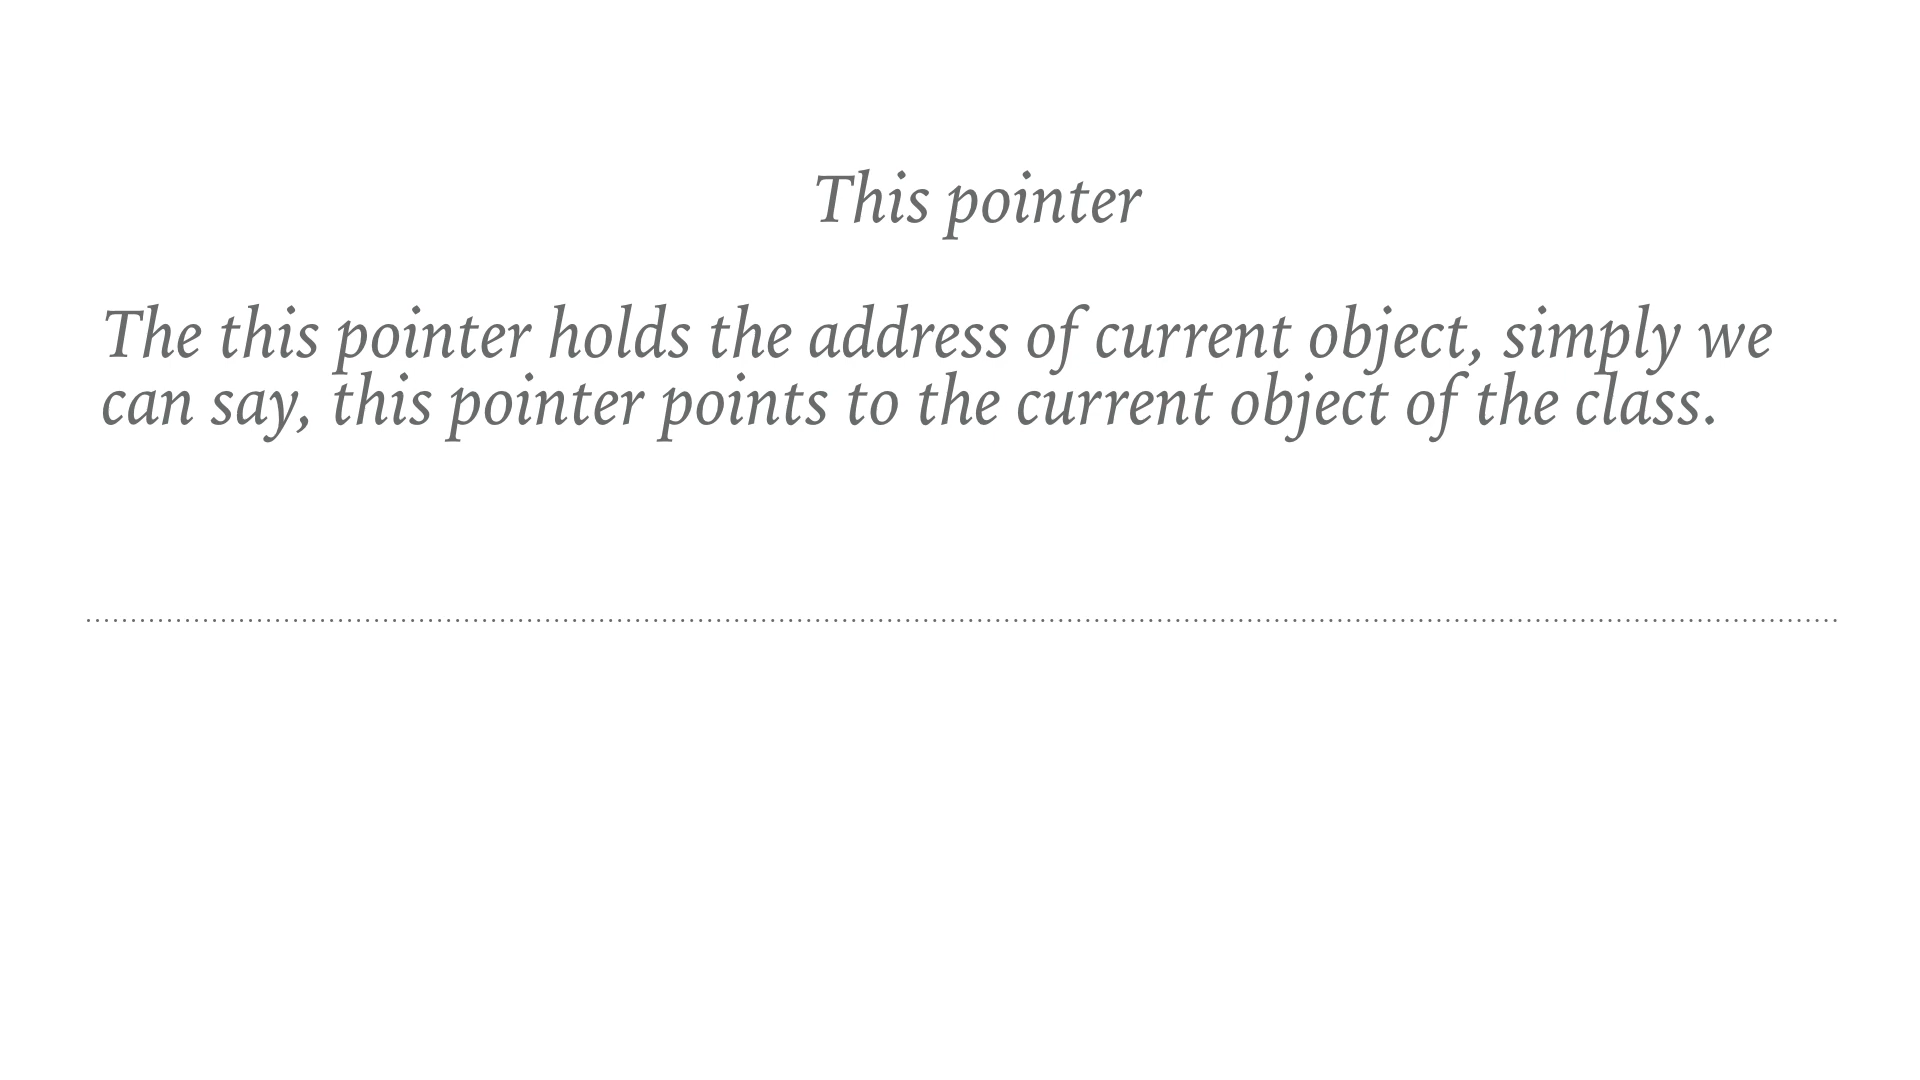 This pointer
The this pointer holds the address of current object, simply we
can say, this pointer points to the current object of the class.